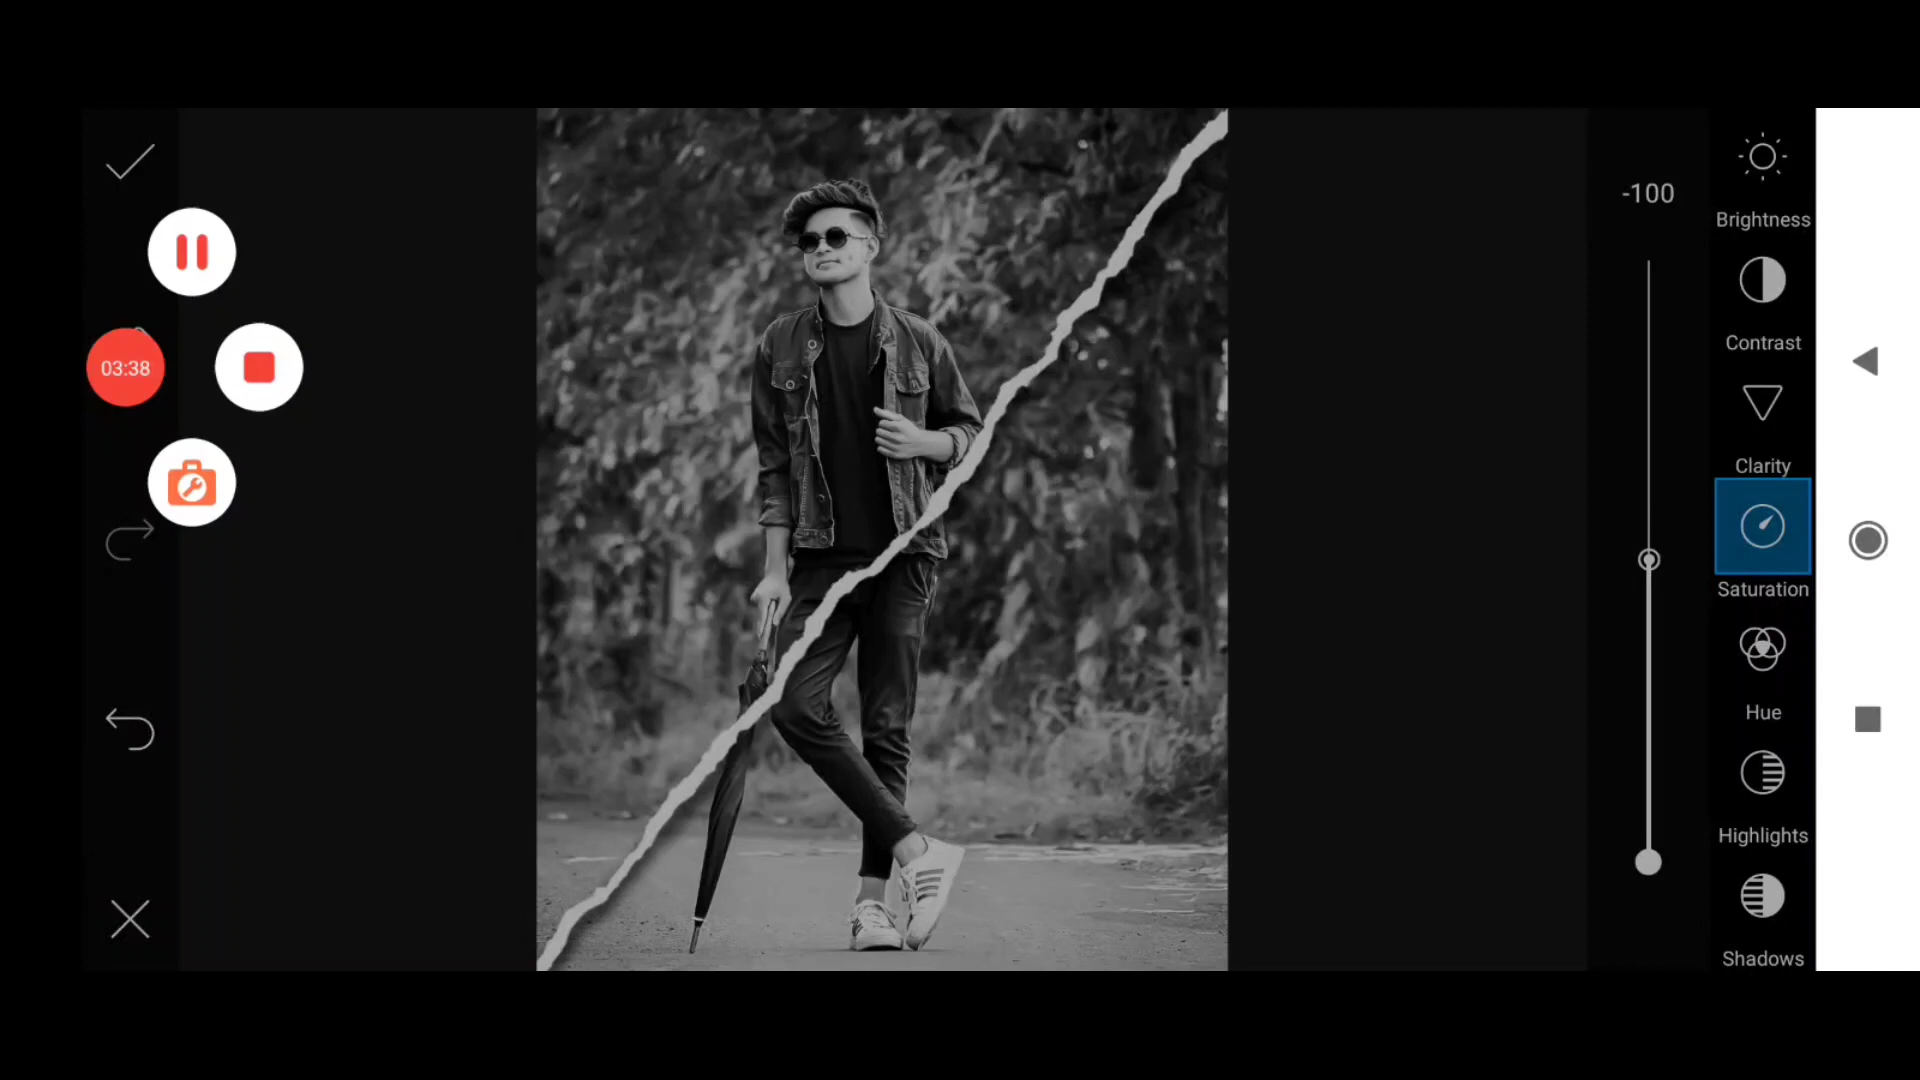 03:38
-100
Brightness
Contrast
Clarity
Saturation
Hue
Highlights
Shadows